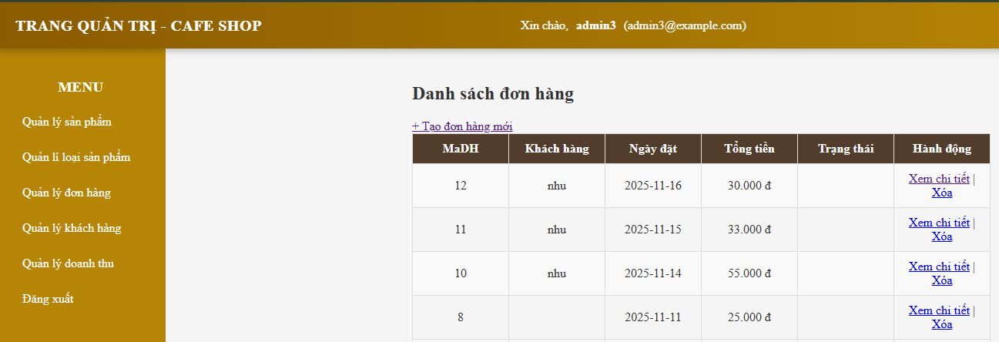 TRANG QUẢN TRỊ - CAFE SHOP
Xin chào, admin3 (admin3@example.com)
MENU
Quản lý sản phẩm
Quản lí loại sản phẩm
Quản lý đơn hàng
Quản lý khách hàng
Quản lý doanh thu
Đăng xuất
Danh sách đơn hàng
+ Tạo đơn hàng mới
MaDH Khách hàng Ngày đặt Tổng tiền Trạng thái Hành động
12 nhu 2025-11-16 30.000 đ Xem chi tiết |
Xóa
11 nhu 2025-11-15 33.000 đ Xem chi tiết |
Xóa
10 nhu 2025-11-14 55.000 đ Xem chi tiết |
Xóa
8 2025-11-11 25.000 đ Xem chi tiết |
Xóa